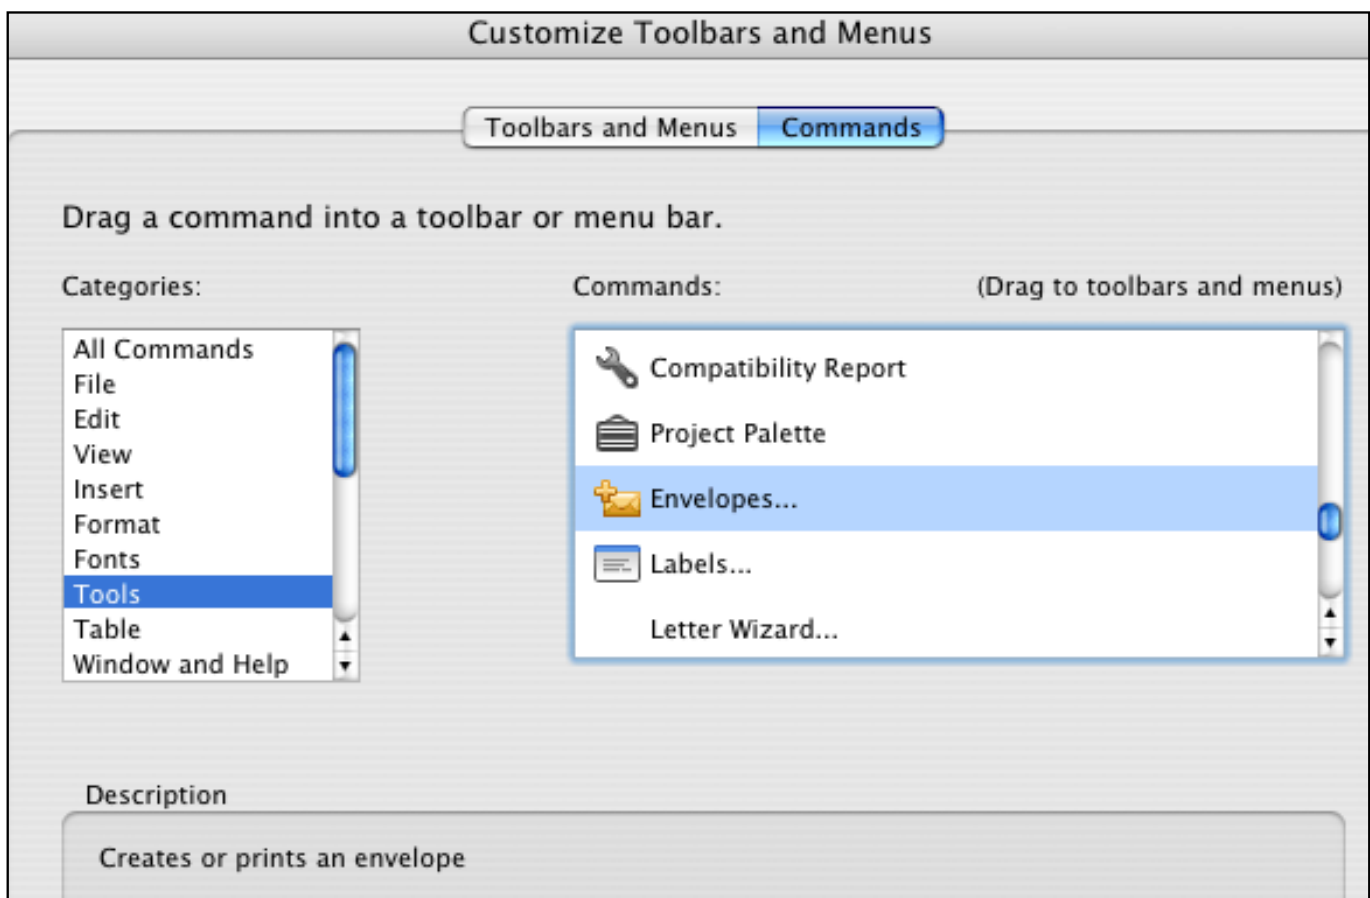 Customize Toolbars and Menus
Toolbars and Menus Commands
Drag a command into a toolbar or menu bar.
Categories:
All Commands
File
Edit
View
Insert
Format
Fonts
Tools
Table
Window and Help
Commands: (Drag to toolbars and menus)
Compatibility Report
Project Palette
Envelopes...
Labels...
Letter Wizard...
Description
Creates or prints an envelope